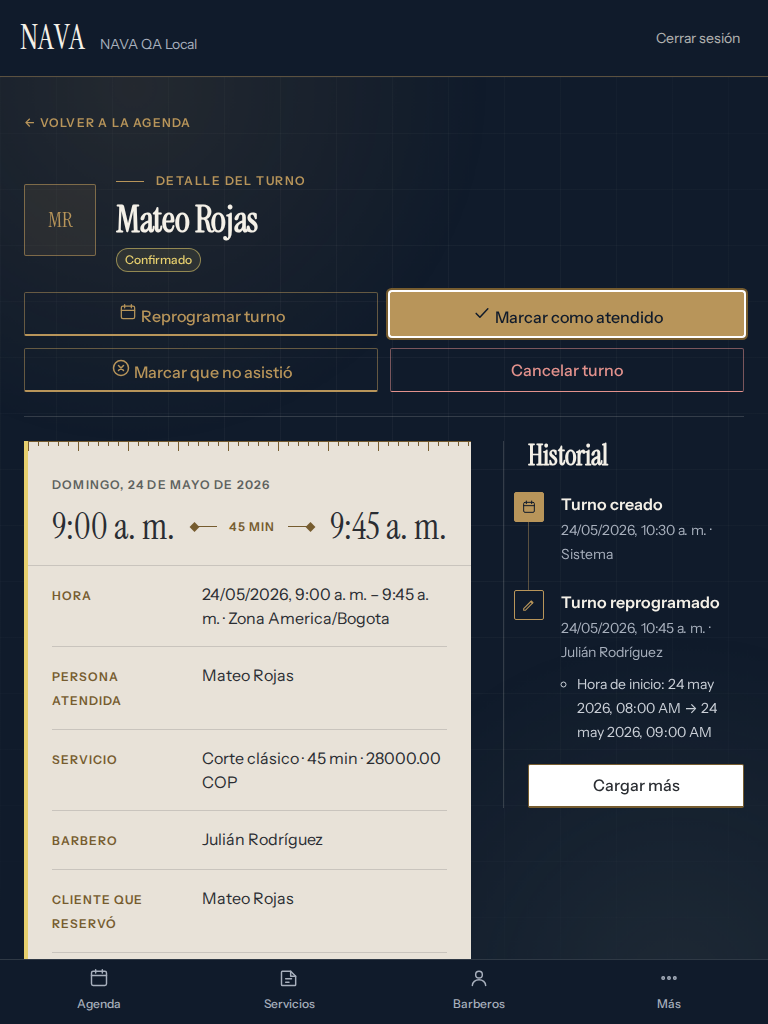 NAVA
NAVA QA Local
Cerrar sesión
← VOLVER A LA AGENDA
MR
DETALLE DEL TURNO
Mateo Rojas
Confirmado
Reprogramar turno
Marcar como atendido
Marcar que no asistió
Cancelar turno
DOMINGO, 24 DE MAYO DE 2026
9:00 a. m.
45 MIN
9:45 a. m.
HORA
24/05/2026, 9:00 a. m. – 9:45 a.
m. · Zona America/Bogota
PERSONA
ATENDIDA
Mateo Rojas
SERVICIO
Corte clásico · 45 min · 28000.00
COP
BARBERO
Julián Rodríguez
CLIENTE QUE
RESERVÓ
Mateo Rojas
Historial
Turno creado
24/05/2026, 10:30 a. m. ·
Sistema
Turno reprogramado
24/05/2026, 10:45 a. m. ·
Julián Rodríguez
Hora de inicio: 24 may
2026, 08:00 AM → 24
may 2026, 09:00 AM
Cargar más
Agenda
Servicios
Barberos
Más